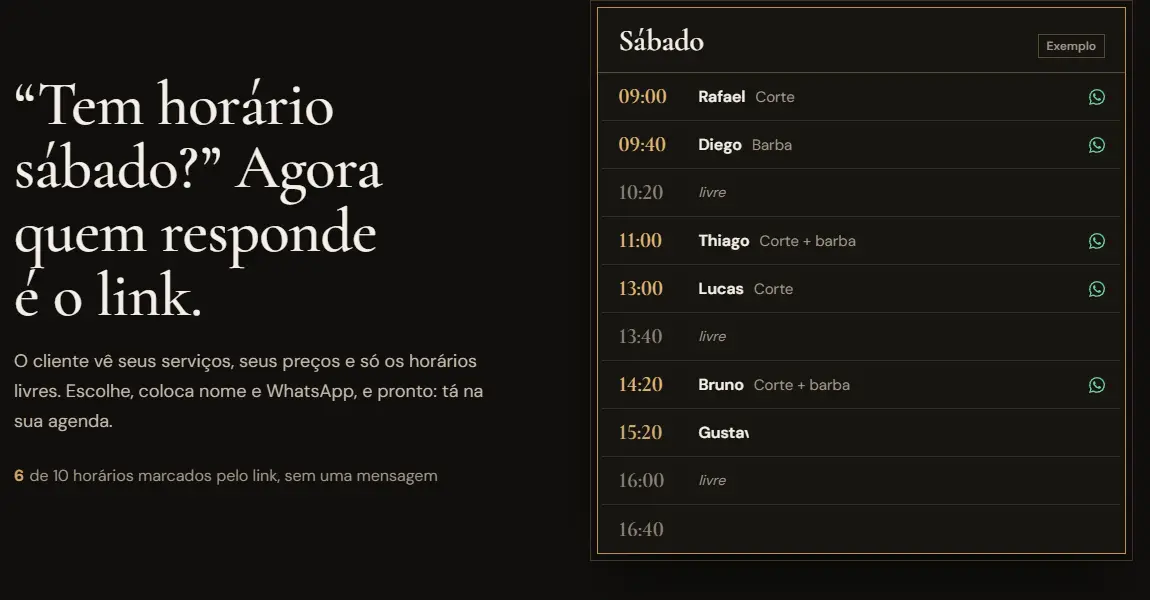 “Tem horário
sábado?” Agora
quem responde
é o link.
O cliente vê seus serviços, seus preços e só os horários
livres. Escolhe, coloca nome e WhatsApp, e pronto: tá na
sua agenda.
6 de 10 horários marcados pelo link, sem uma mensagem
Sábado
Exemplo
09:00 Rafael Corte
09:40 Diego Barba
10:20 livre
11:00 Thiago Corte + barba
13:00 Lucas Corte
13:40 livre
14:20 Bruno Corte + barba
15:20
16:00 livre
16:40